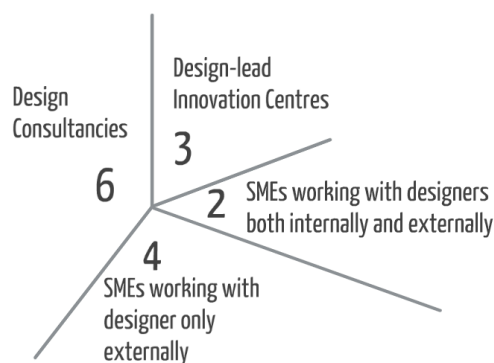 Design
Consultancies
6
Design-lead
Innovation Centres
3
2
SMEs working with designers
both internally and externally
4
SMEs working with
designer only
externally